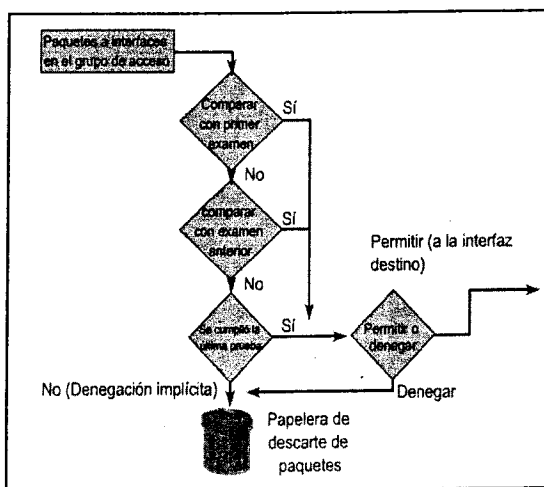 Paquetes a interfaces
en el grupo de acceso
Comparar
con primer
examen
Sí
No
comparar
con examen
anterior
Sí
No
Permitir (a la interfaz
destino)
Se cumplió la
última prueba
Sí
Permitir o
denegar
No (Denegación implícita)
Denegar
Papelera de
descarte de
paquetes